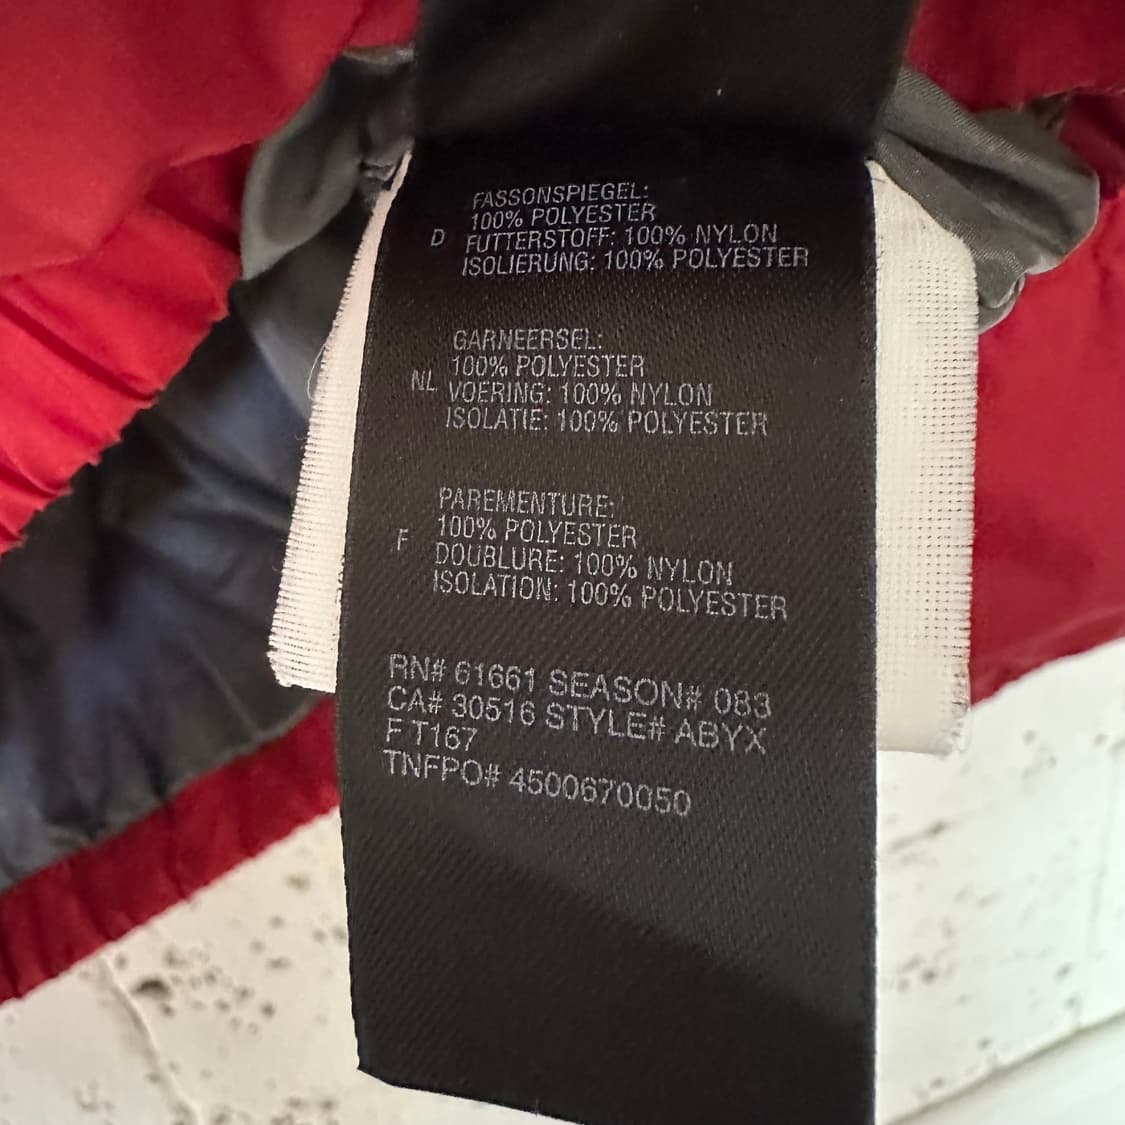 FASSONSPIEGEL:
100% POLYESTER
D FUTTERSTOFF: 100% NYLON
ISOLIERUNG: 100% POLYESTER
GARNEERSEL:
100% POLYESTER
NL VOERING: 100% NYLON
ISOLATIE: 100% POLYESTER
PAREMENTURE:
100% POLYESTER
F DOUBLURE: 100% NYLON
ISOLATION: 100% POLYESTER
RN# 61661 SEASON# 083
CA# 30516 STYLE# ABYX
F T167
TNFPO# 4500670050